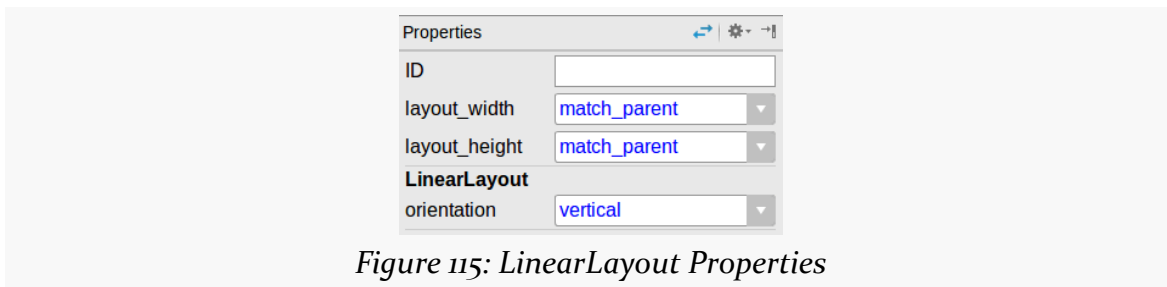 Properties
ID
layout_width match_parent
layout_height match_parent
LinearLayout
orientation vertical
Figure 115: LinearLayout Properties